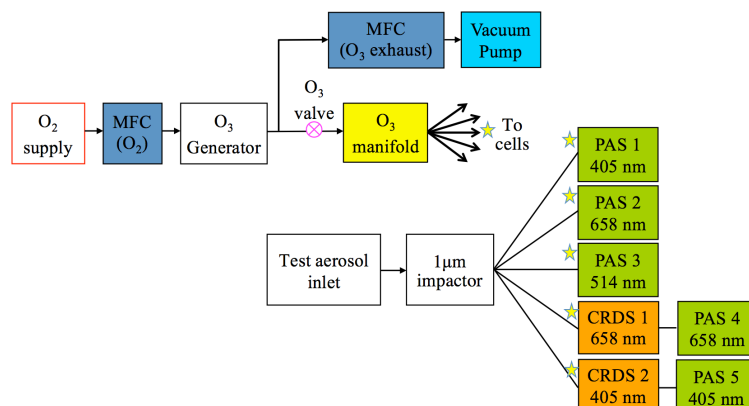 MFC
(O₃ exhaust)
Vacuum
Pump
O₂
supply
MFC
(O₂)
O₃
Generator
O₃
valve
O₃
manifold
To
cells
PAS 1
405 nm
PAS 2
658 nm
Test aerosol
inlet
1µm
impactor
PAS 3
514 nm
CRDS 1
658 nm
PAS 4
658 nm
CRDS 2
405 nm
PAS 5
405 nm